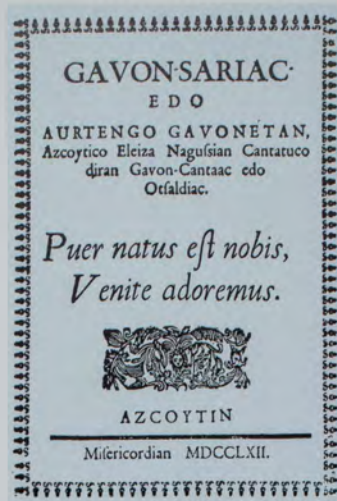 GAVON-SARIAC-
EDO
AURTENGO GAVONETAN,
Azcoytico Eleiza Naguſsian Cantatuco
diran Gavon-Cantaac edo
Otſaldiac.
Puer natus eſt nobis,
Venite adoremus.
AZCOYTIN
Miſericordian MDCCLXII.